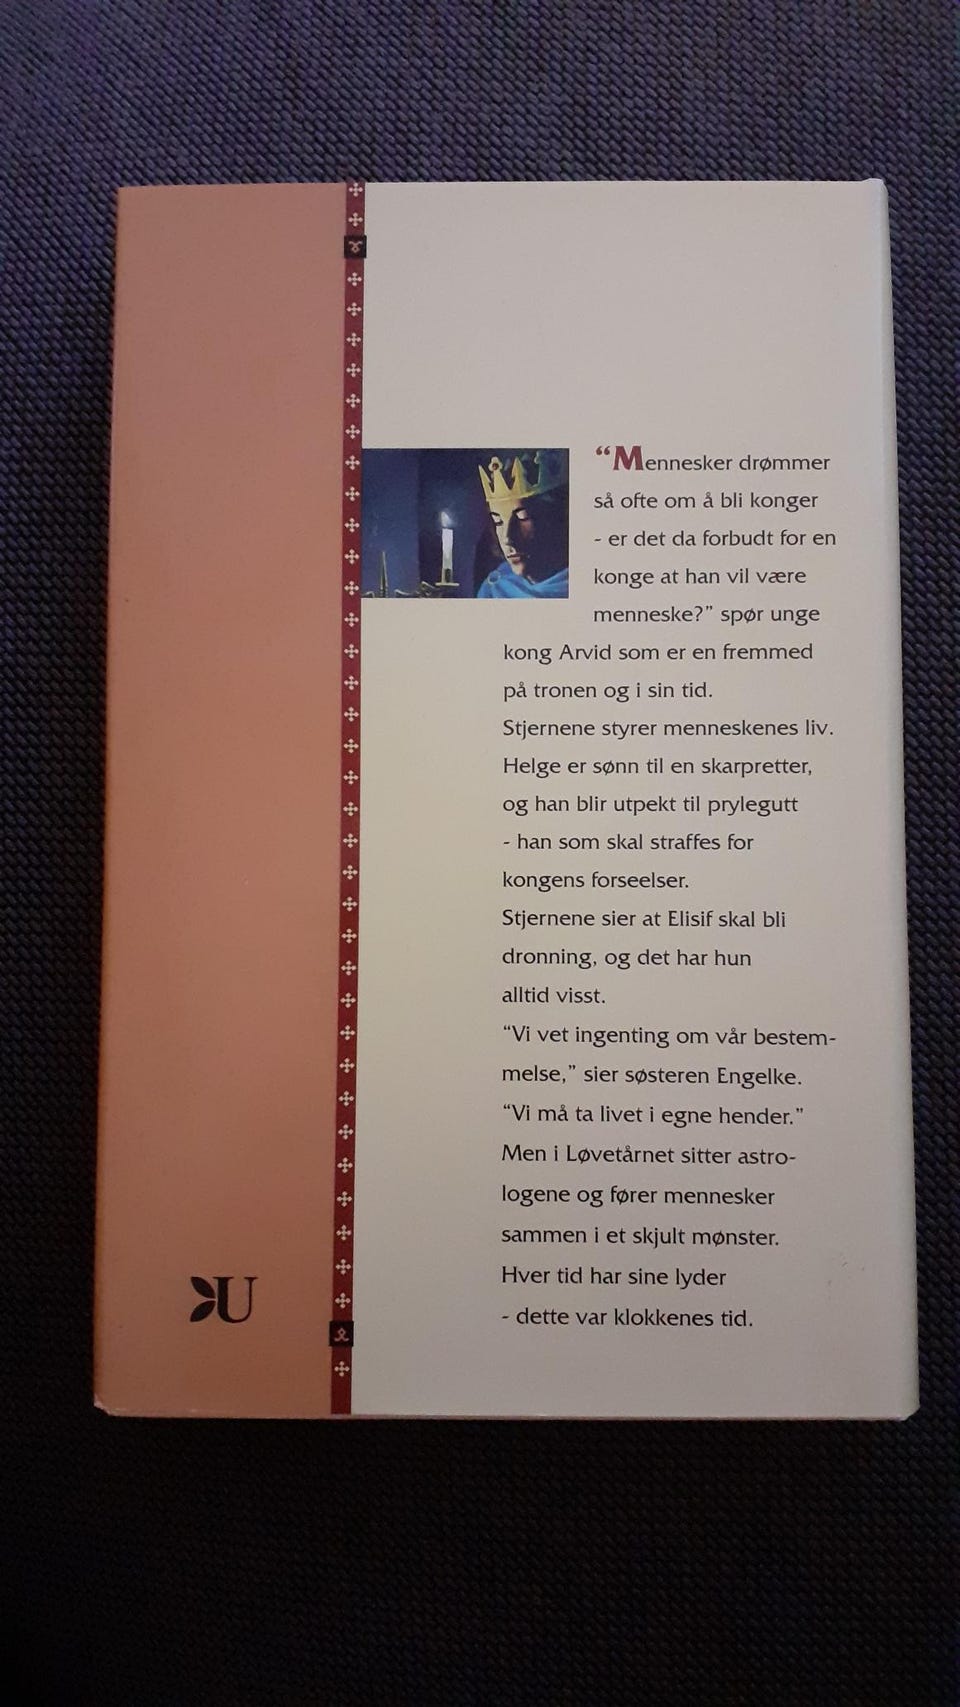 “Mennesker drømmer
så ofte om å bli konger
- er det da forbudt for en
konge at han vil være
menneske?” spør unge
kong Arvid som er en fremmed
på tronen og i sin tid.
Stjernene styrer menneskenes liv.
Helge er sønn til en skarpretter,
og han blir utpekt til prylegutt
- han som skal straffes for
kongens forseelser.
Stjernene sier at Elisif skal bli
dronning, og det har hun
alltid visst.
“Vi vet ingenting om vår bestem-
melse,” sier søsteren Engelke.
“Vi må ta livet i egne hender.”
Men i Løvetårnet sitter astro-
logene og fører mennesker
sammen i et skjult mønster.
Hver tid har sine lyder
- dette var klokkenes tid.
U